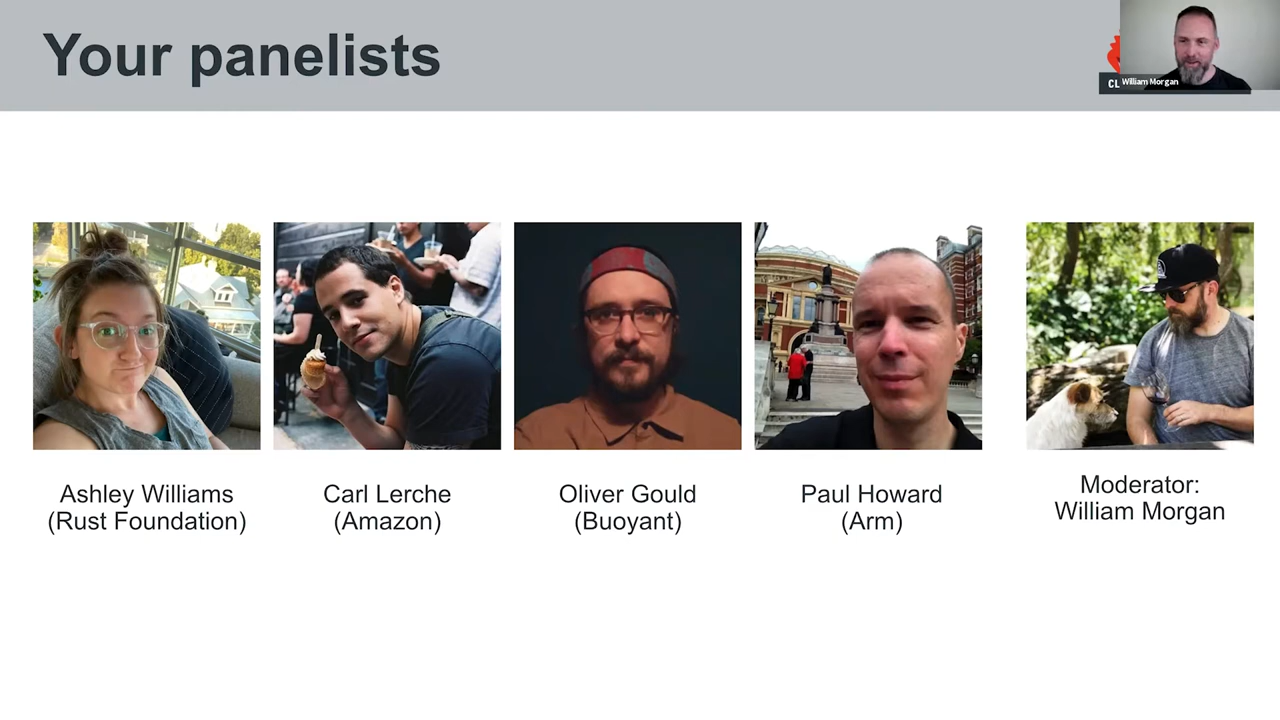 Your panelists
CL
William Morgan
Ashley Williams
(Rust Foundation)
Carl Lerche
(Amazon)
Oliver Gould
(Buoyant)
Paul Howard
(Arm)
Moderator:
William Morgan